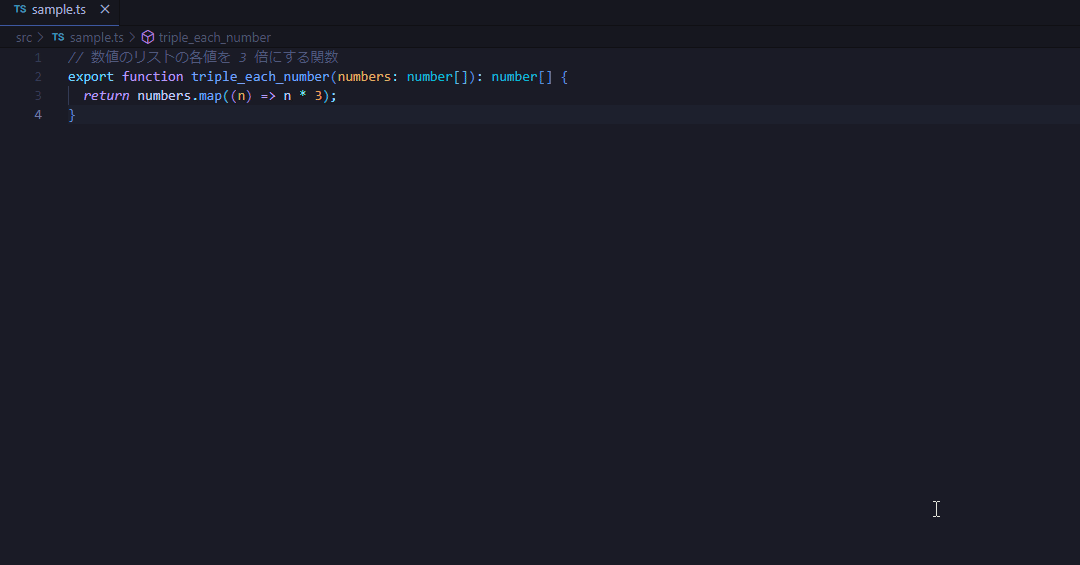 TS sample.ts ×
src > TS sample.ts > triple_each_number
1 // 数値のリストの各値を 3 倍にする関数
2 export function triple_each_number(numbers: number[]): number[] {
3 return numbers.map((n) => n * 3);
4 }